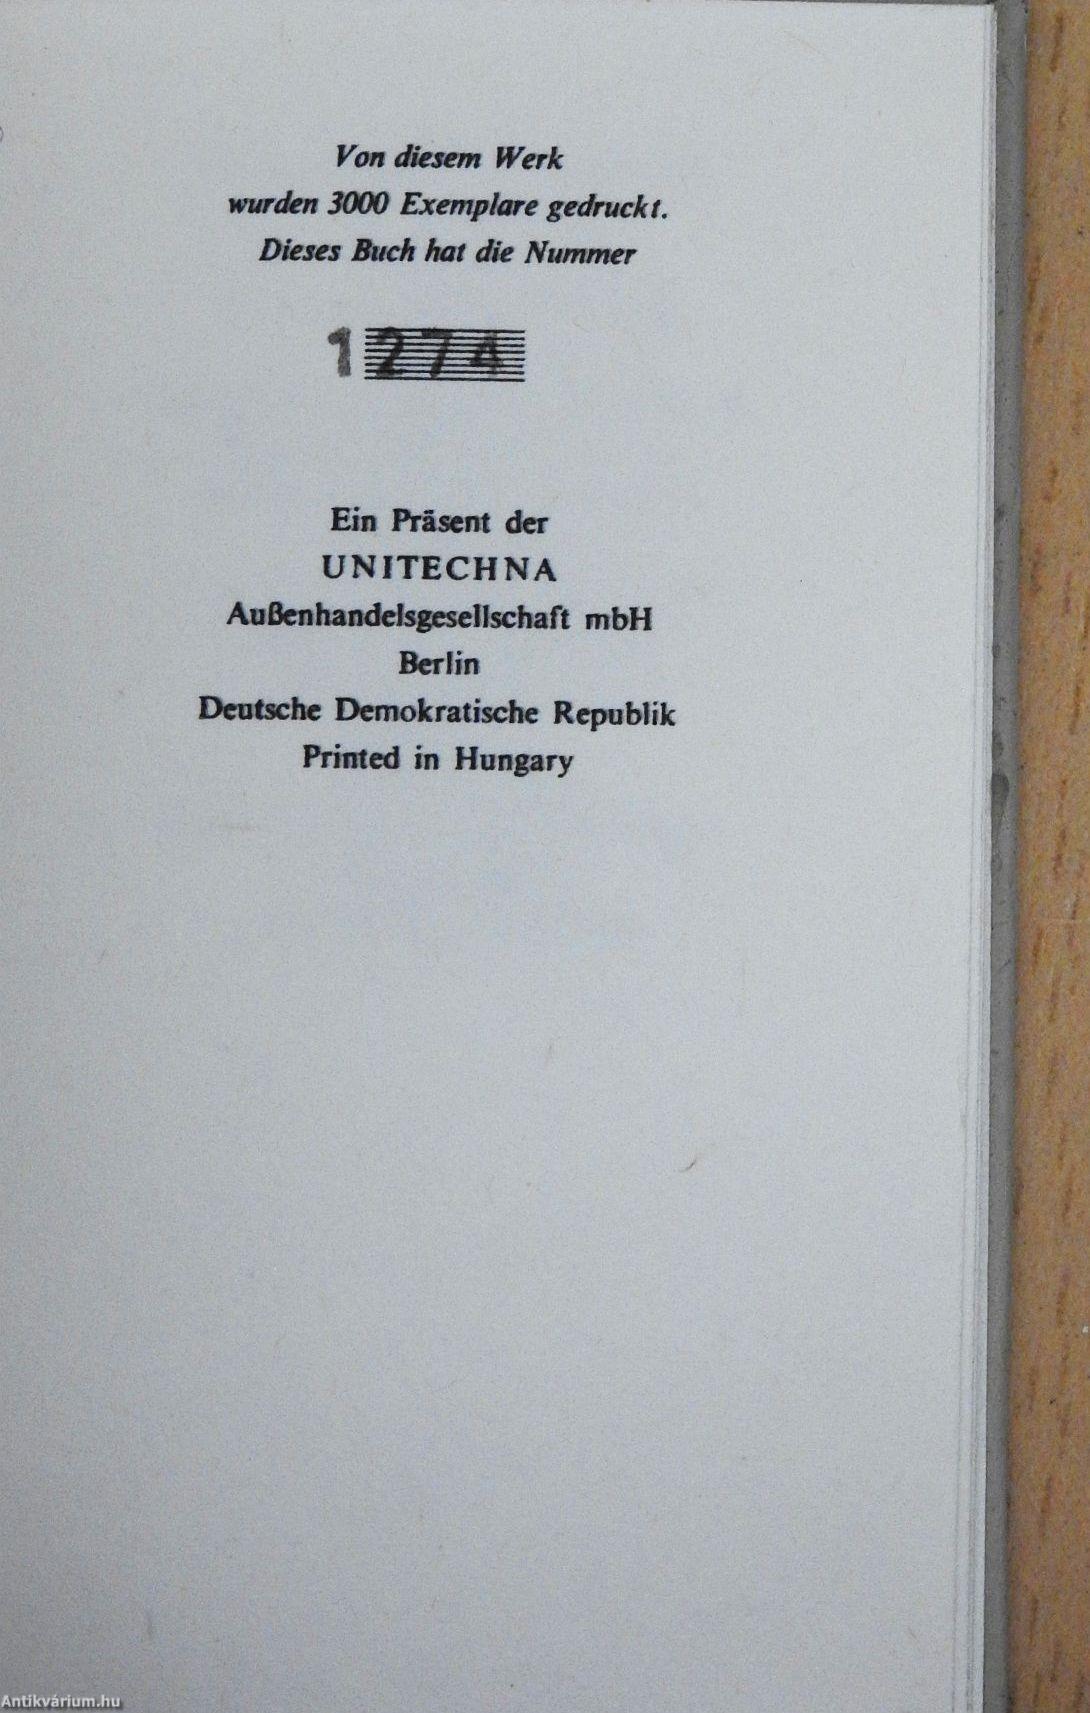 Von diesem Werk
wurden 3000 Exemplare gedruckt.
Dieses Buch hat die Nummer
1274
Ein Präsent der
UNITECHNA
Außenhandelsgesellschaft mbH
Berlin
Deutsche Demokratische Republik
Printed in Hungary
Antikvárium.hu